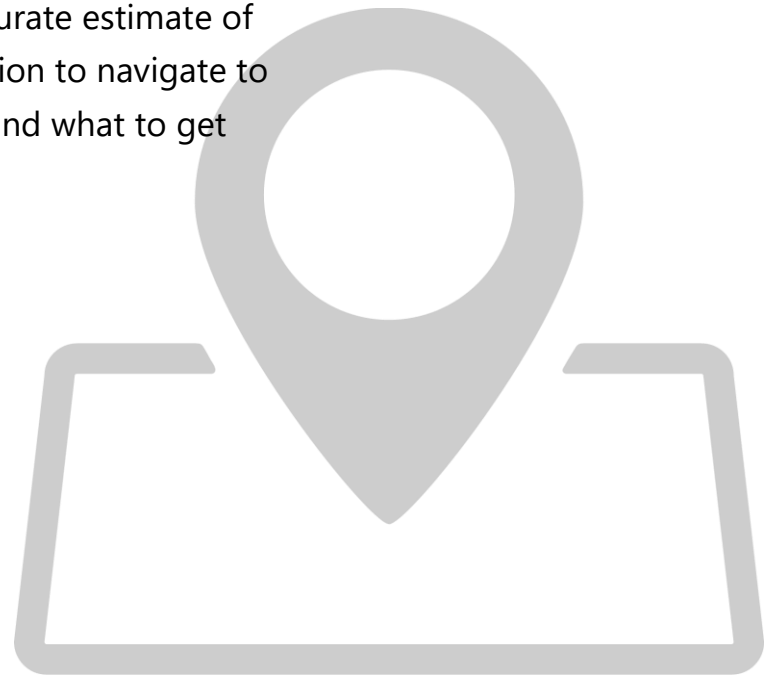 urate estimate of
ion to navigate to
nd what to get